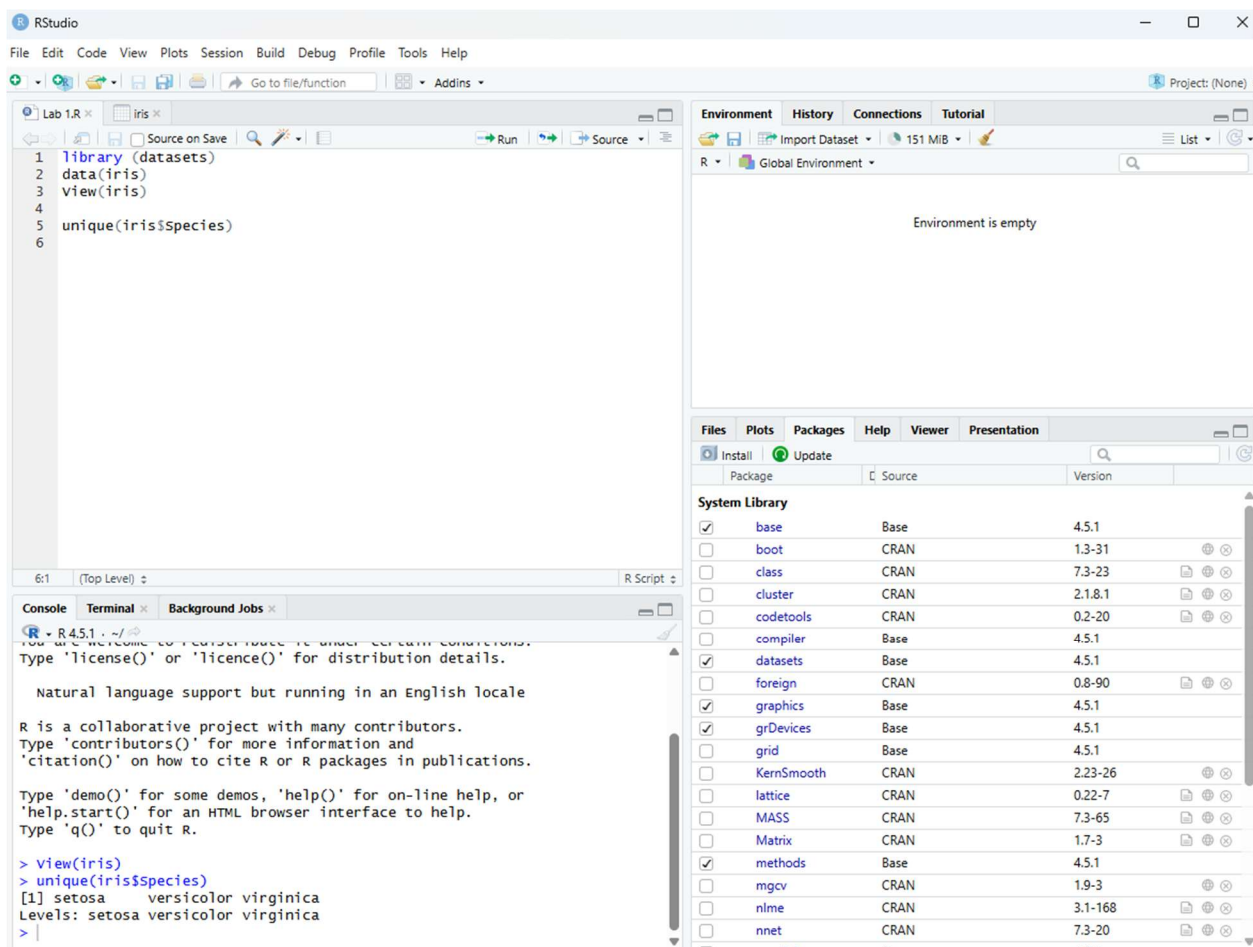 RStudio
File Edit Code View Plots Session Build Debug Profile Tools Help
Go to file/function Addins Project: (None)
Lab 1.R iris
Source on Save Run Source
1 library (datasets)
2 data(iris)
3 View(iris)
4
5 unique(iris$Species)
6
6:1 (Top Level) R Script
Console Terminal Background Jobs
R 4.5.1 · ~/
You are welcome to redistribute it under certain conditions.
Type 'license()' or 'licence()' for distribution details.
Natural language support but running in an English locale
R is a collaborative project with many contributors.
Type 'contributors()' for more information and
'citation()' on how to cite R or R packages in publications.
Type 'demo()' for some demos, 'help()' for on-line help, or
'help.start()' for an HTML browser interface to help.
Type 'q()' to quit R.
> View(iris)
> unique(iris$Species)
[1] setosa versicolor virginica
Levels: setosa versicolor virginica
>
Environment History Connections Tutorial
Import Dataset 151 MiB List
R Global Environment
Environment is empty
Files Plots Packages Help Viewer Presentation
Install Update
Package D Source Version
System Library
base Base 4.5.1
boot CRAN 1.3-31
class CRAN 7.3-23
cluster CRAN 2.1.8.1
codetools CRAN 0.2-20
compiler Base 4.5.1
datasets Base 4.5.1
foreign CRAN 0.8-90
graphics Base 4.5.1
grDevices Base 4.5.1
grid Base 4.5.1
KernSmooth CRAN 2.23-26
lattice CRAN 0.22-7
MASS CRAN 7.3-65
Matrix CRAN 1.7-3
methods Base 4.5.1
mgcv CRAN 1.9-3
nlme CRAN 3.1-168
nnet CRAN 7.3-20